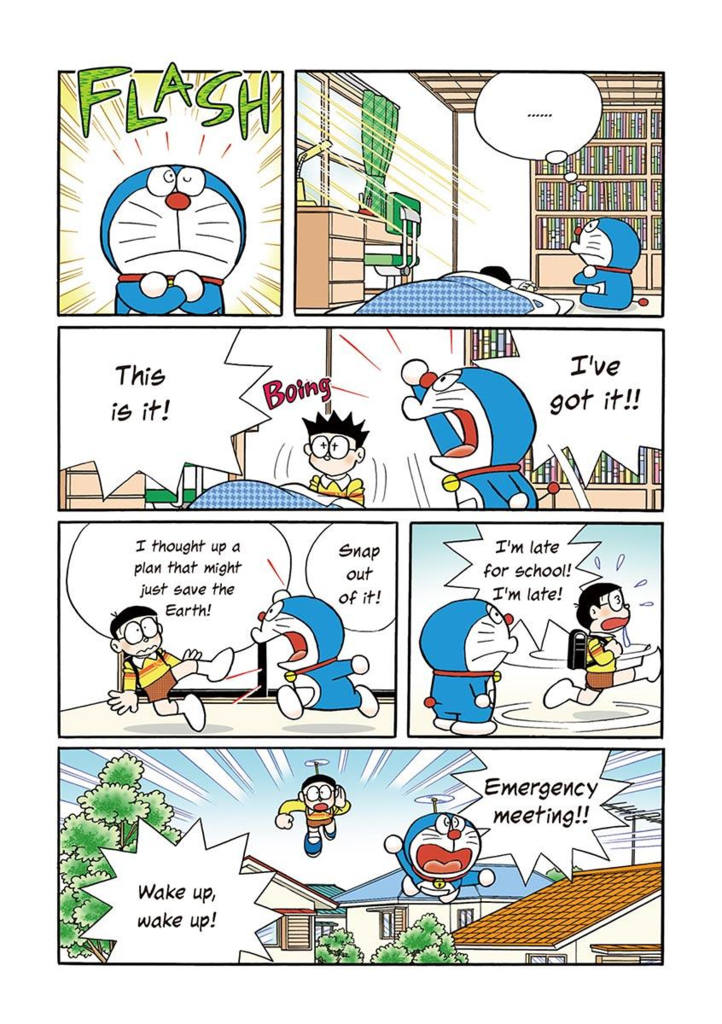 ......
FLASH
I've
got it!!
Boing
This
is it!
I'm late
for school!
I'm late!
Snap
out
of it!
I thought up a
plan that might
just save the
Earth!
Emergency
meeting!!
Wake up,
wake up!